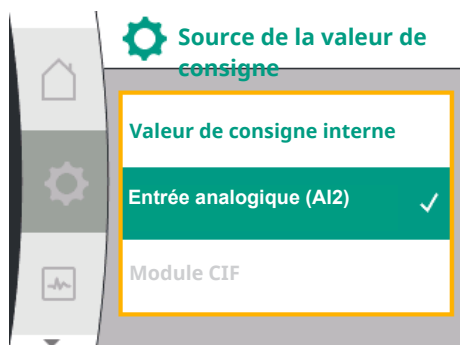 Source de la valeur de
consigne
Valeur de consigne interne
Entrée analogique (AI2)
Module CIF